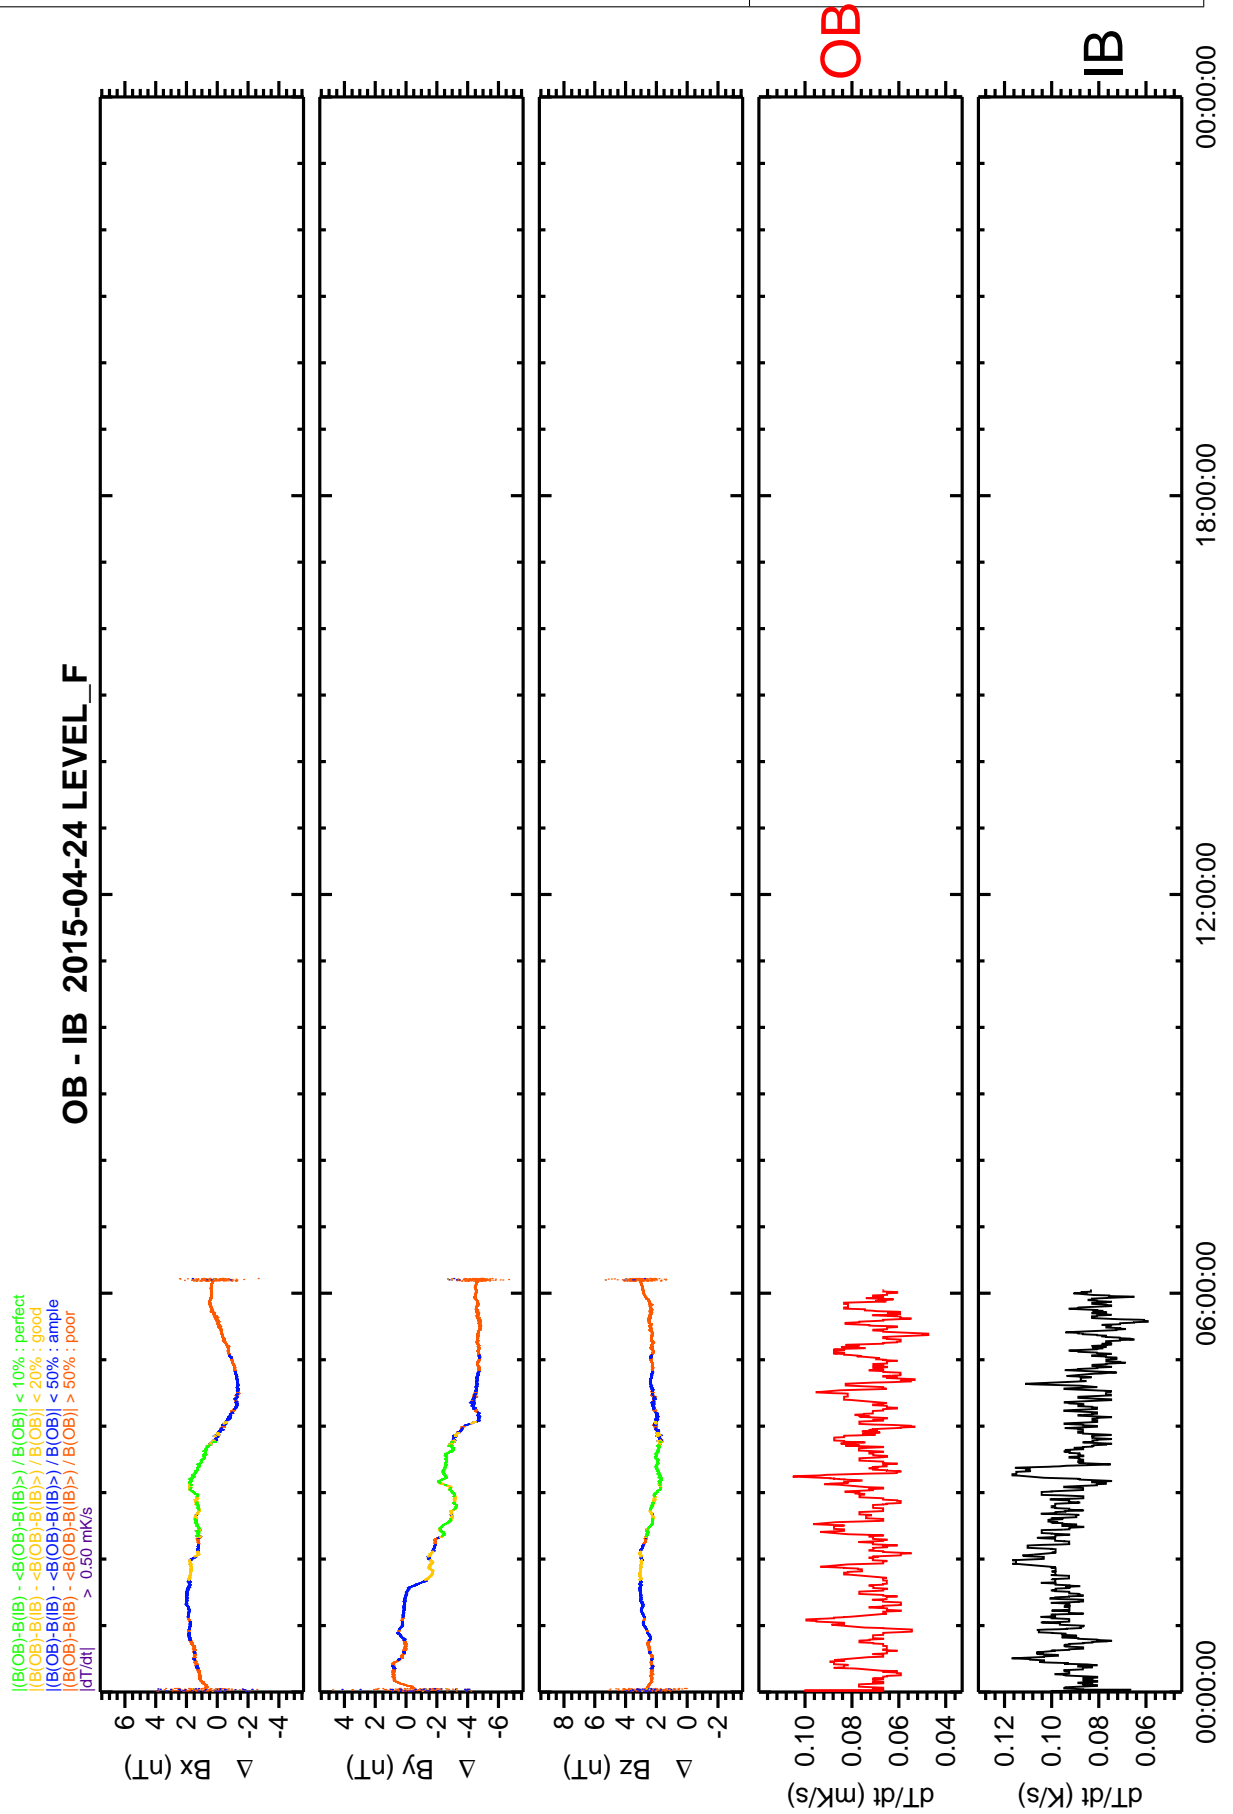 OB - IB 2015-04-24 LEVEL_F
|(B(OB)-B(IB) - <B(OB)-B(IB)>) / B(OB)| < 10% : perfect
|(B(OB)-B(IB) - <B(OB)-B(IB)>) / B(OB)| < 20% : good
|(B(OB)-B(IB) - <B(OB)-B(IB)>) / B(OB)| < 50% : ample
|(B(OB)-B(IB) - <B(OB)-B(IB)>) / B(OB)| > 50% : poor
|dT/dt| > 0.50 mK/s
Δ Bx (nT)
6
4
2
0
-2
-4
Δ By (nT)
4
2
0
-2
-4
-6
Δ Bz (nT)
8
6
4
2
0
-2
dT/dt (mK/s)
0.10
0.08
0.06
0.04
OB
dT/dt (K/s)
0.12
0.10
0.08
0.06
IB
00:00:00
06:00:00
12:00:00
18:00:00
00:00:00